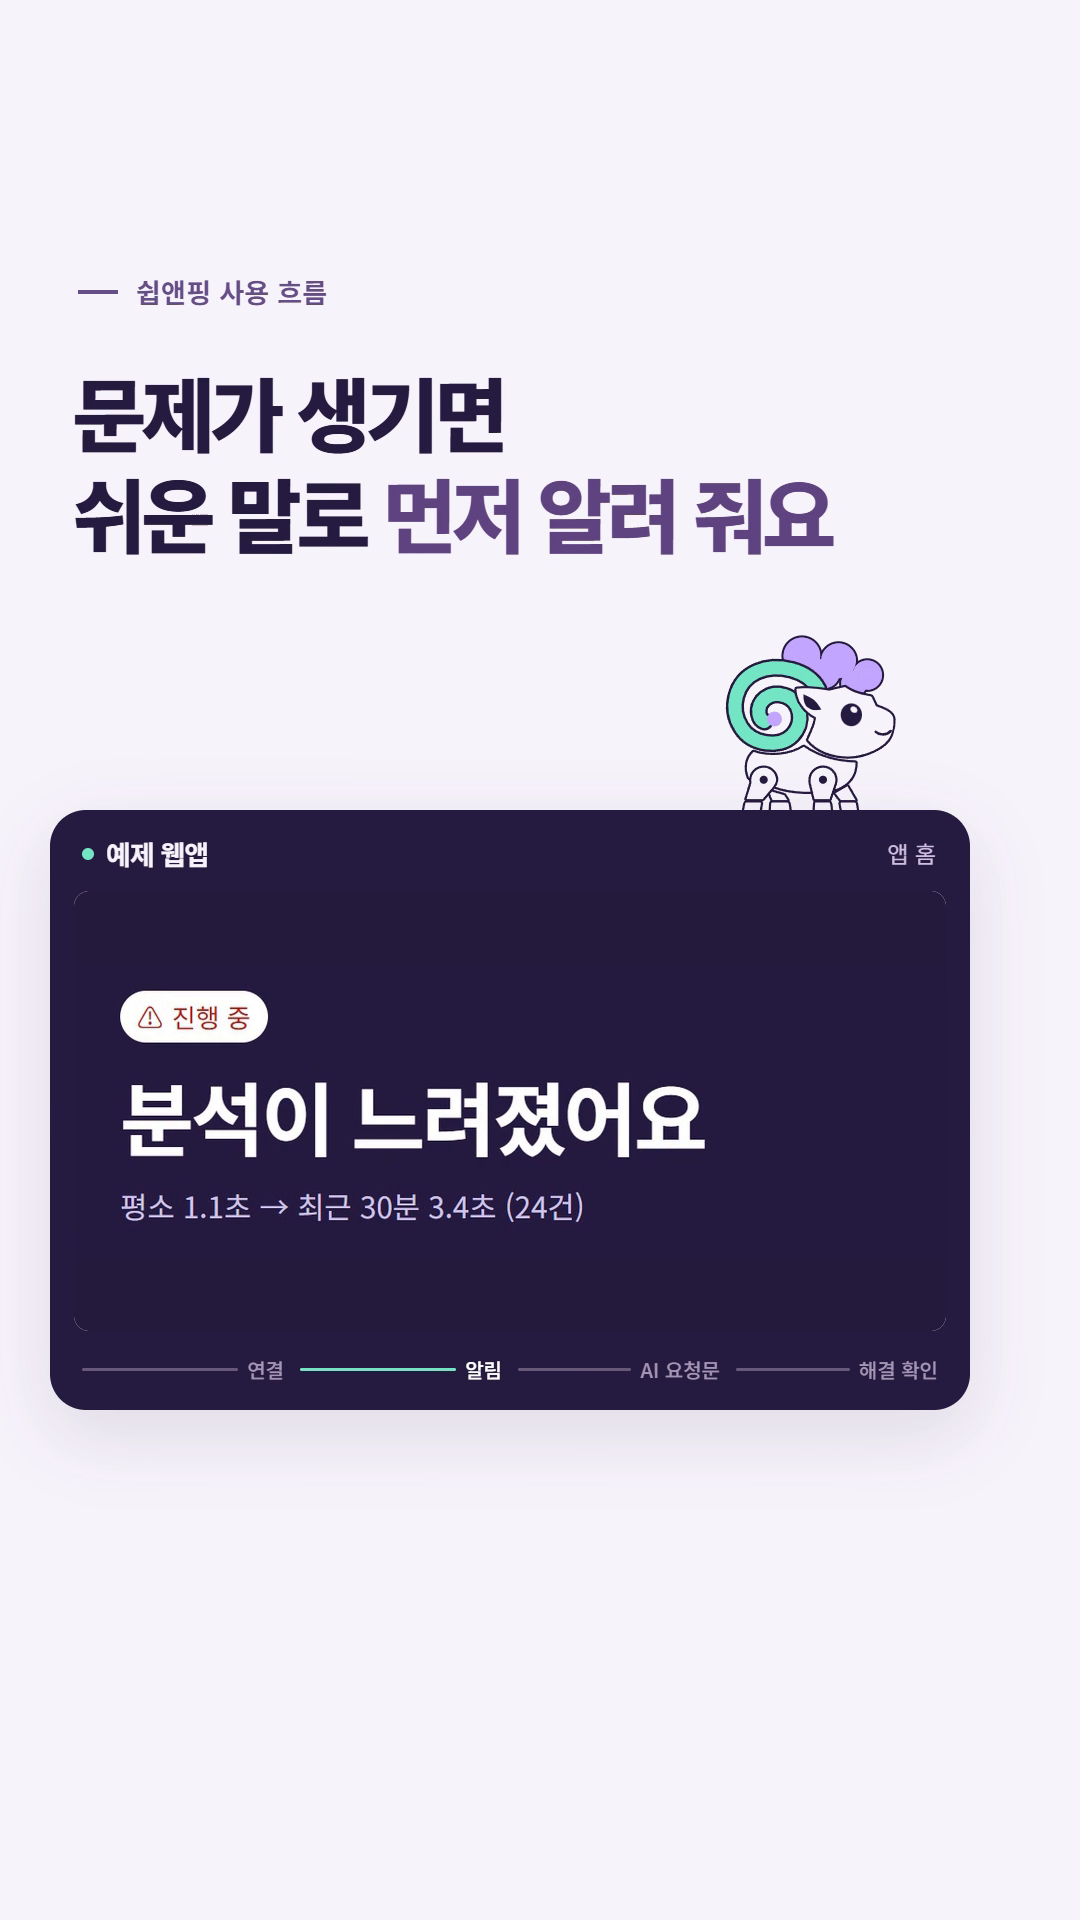 쉽앤핑 사용 흐름
문제가 생기면
쉬운 말로 먼저 알려 줘요
예제 웹앱
앱 홈
진행 중
분석이 느려졌어요
평소 1.1초 → 최근 30분 3.4초 (24건)
연결 알림 AI 요청문 해결 확인